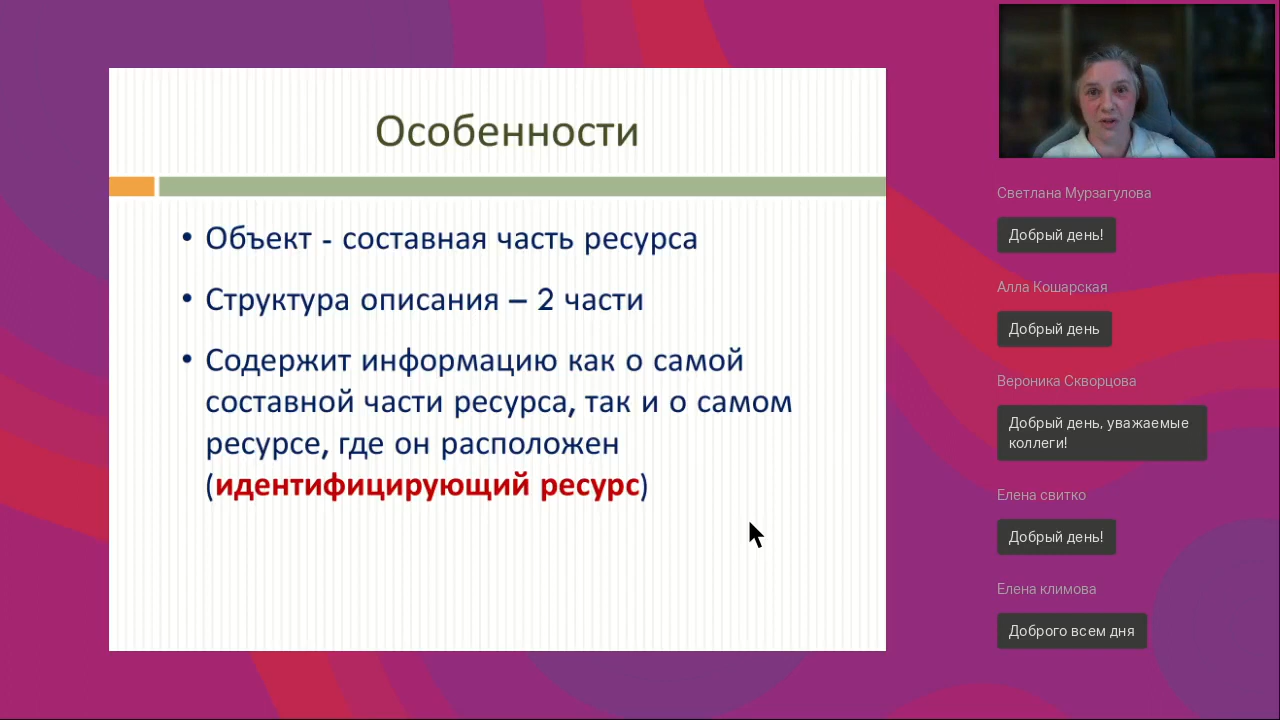 Особенности
• Объект - составная часть ресурса
• Структура описания – 2 части
• Содержит информацию как о самой
составной части ресурса, так и о самом
ресурсе, где он расположен
(идентифицирующий ресурс)
Светлана Мурзагулова
Добрый день!
Алла Кошарская
Добрый день
Вероника Скворцова
Добрый день, уважаемые
коллеги!
Елена свитко
Добрый день!
Елена климова
Доброго всем дня